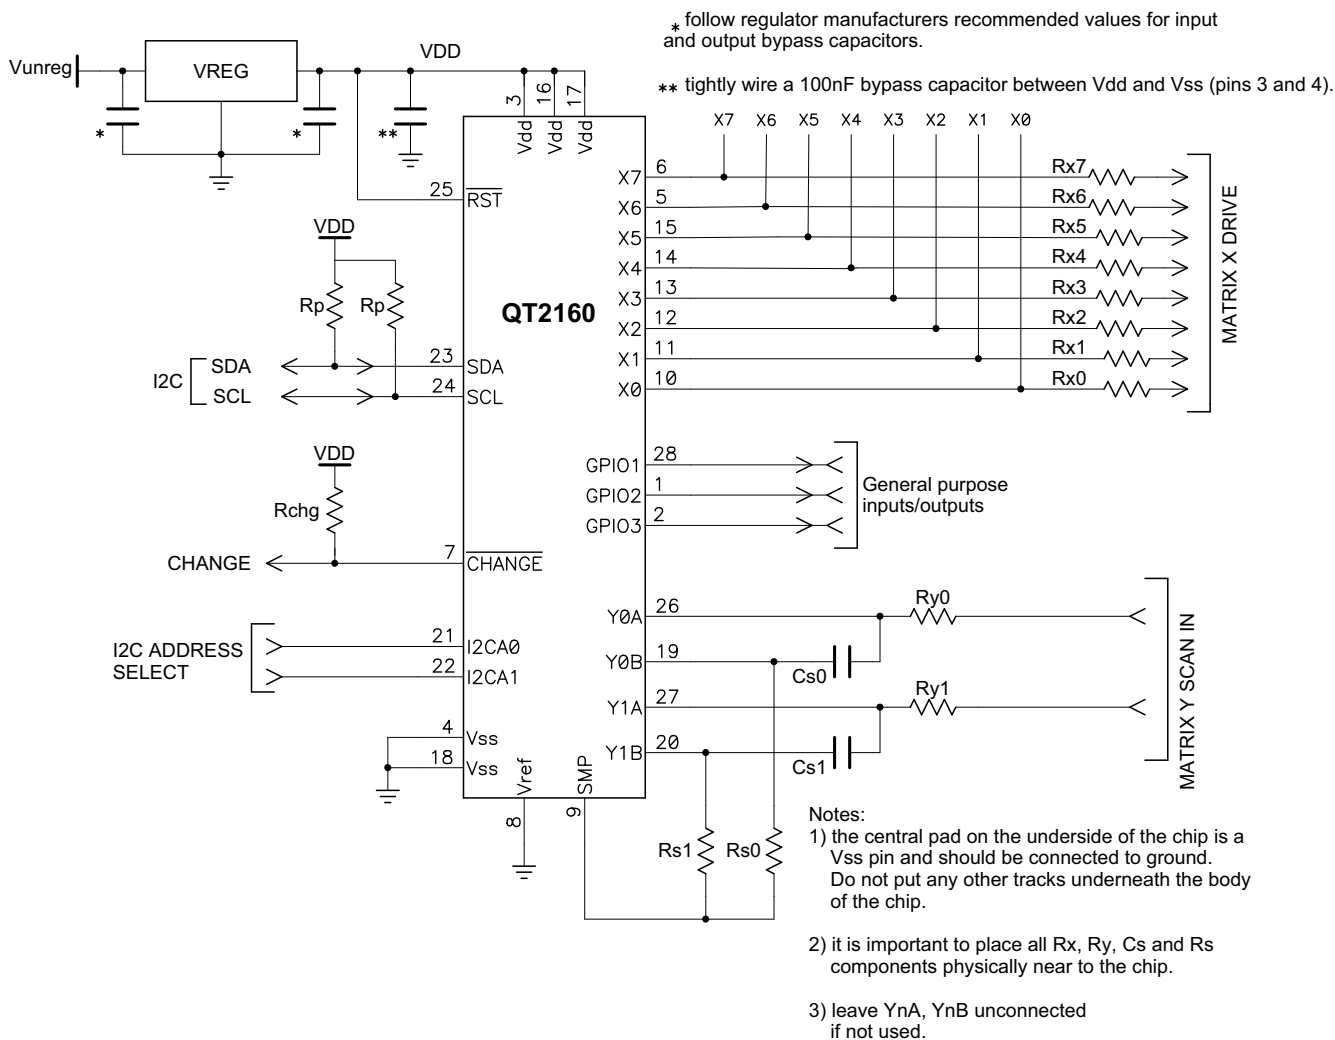 * follow regulator manufacturers recommended values for input
and output bypass capacitors.
** tightly wire a 100nF bypass capacitor between Vdd and Vss (pins 3 and 4).
Vunreg
VREG
VDD
*
*
**
3
16
17
Vdd
Vdd
Vdd
X7 X6 X5 X4 X3 X2 X1 X0
25
RST
VDD
Rp
Rp
QT2160
I2C
SDA
23
SDA
SCL
24
SCL
VDD
Rchg
CHANGE
7
CHANGE
I2C ADDRESS
SELECT
21
I2CA0
22
I2CA1
4
Vss
18
Vss
Vref
8
SMP
9
X7
6
Rx7
X6
5
Rx6
X5
15
Rx5
X4
14
Rx4
X3
13
Rx3
X2
12
Rx2
X1
11
Rx1
X0
10
Rx0
MATRIX X DRIVE
GPIO1
28
GPIO2
1
GPIO3
2
General purpose
inputs/outputs
Y0A
26
Ry0
Y0B
19
Cs0
Y1A
27
Ry1
Y1B
20
Cs1
MATRIX Y SCAN IN
Rs1
Rs0
Notes:
1) the central pad on the underside of the chip is a
Vss pin and should be connected to ground.
Do not put any other tracks underneath the body
of the chip.
2) it is important to place all Rx, Ry, Cs and Rs
components physically near to the chip.
3) leave YnA, YnB unconnected
if not used.